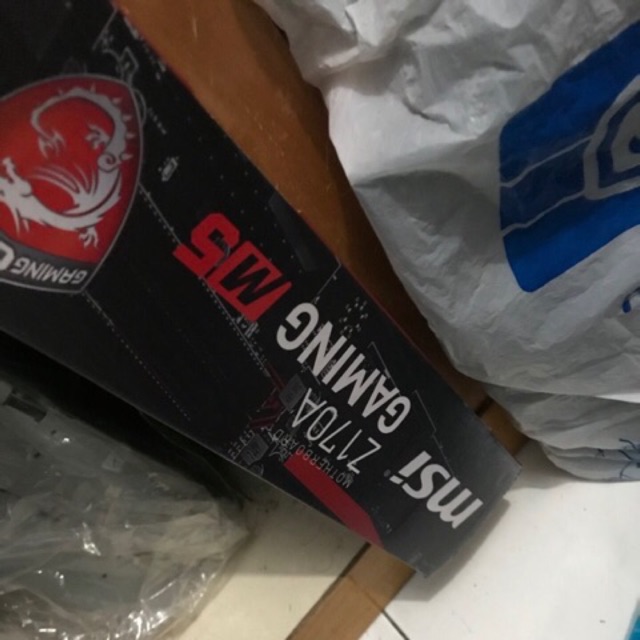 msi
Z170A
GAMING M5
MOTHERBOARD
GAMING